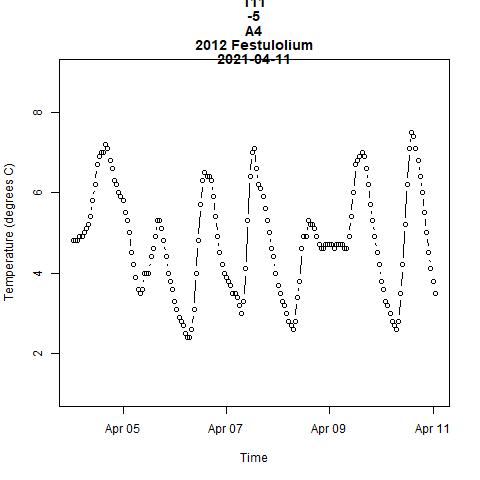 T11
-5
A4
2012 Festulolium
2021-04-11
8
6
4
2
Temperature (degrees C)
Apr 05 Apr 07 Apr 09 Apr 11
Time